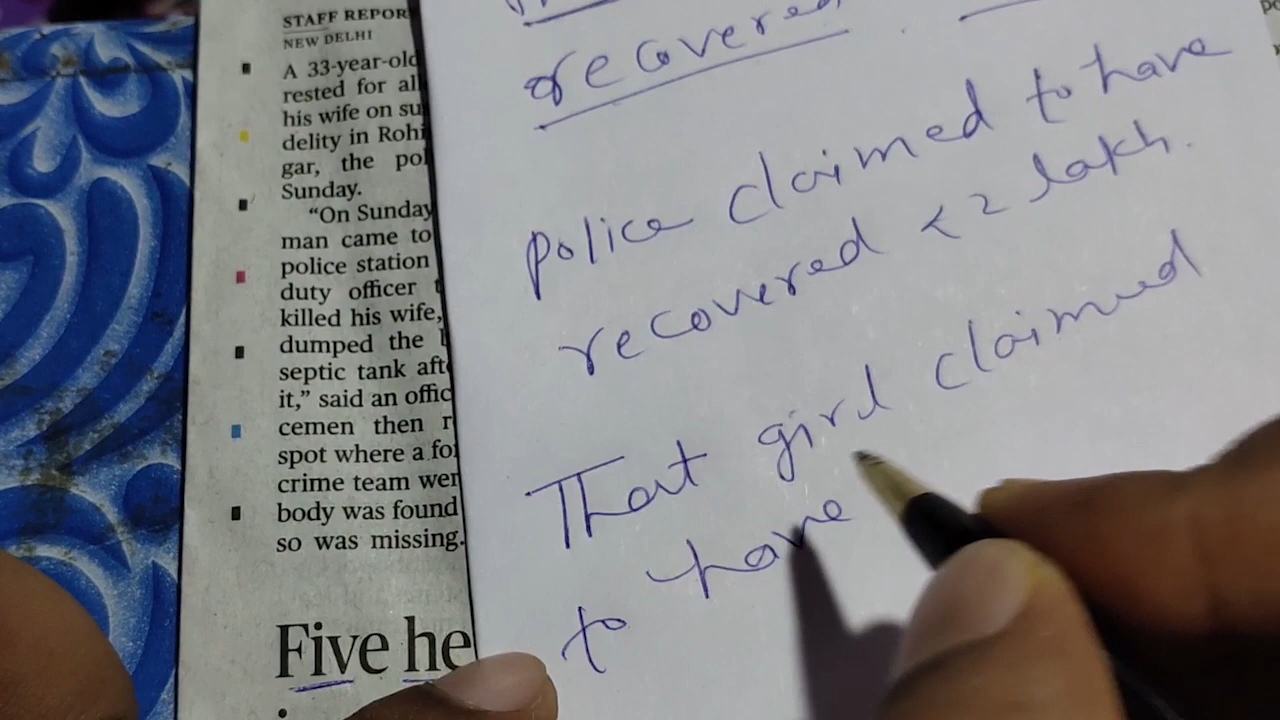 STAFF REPOR
NEW DELHI
A 33-year-old
rested for all
his wife on su
delity in Rohi
gar, the pol
Sunday.
“On Sunday
man came to
police station
duty officer t
killed his wife,
dumped the l
septic tank afte
it,” said an offic
cemen then r
spot where a fo
crime team wer
body was found
so was missing.
Five he
recovered
Police claimed to have
recovered < 2 lakh.
That girl claimed
to have